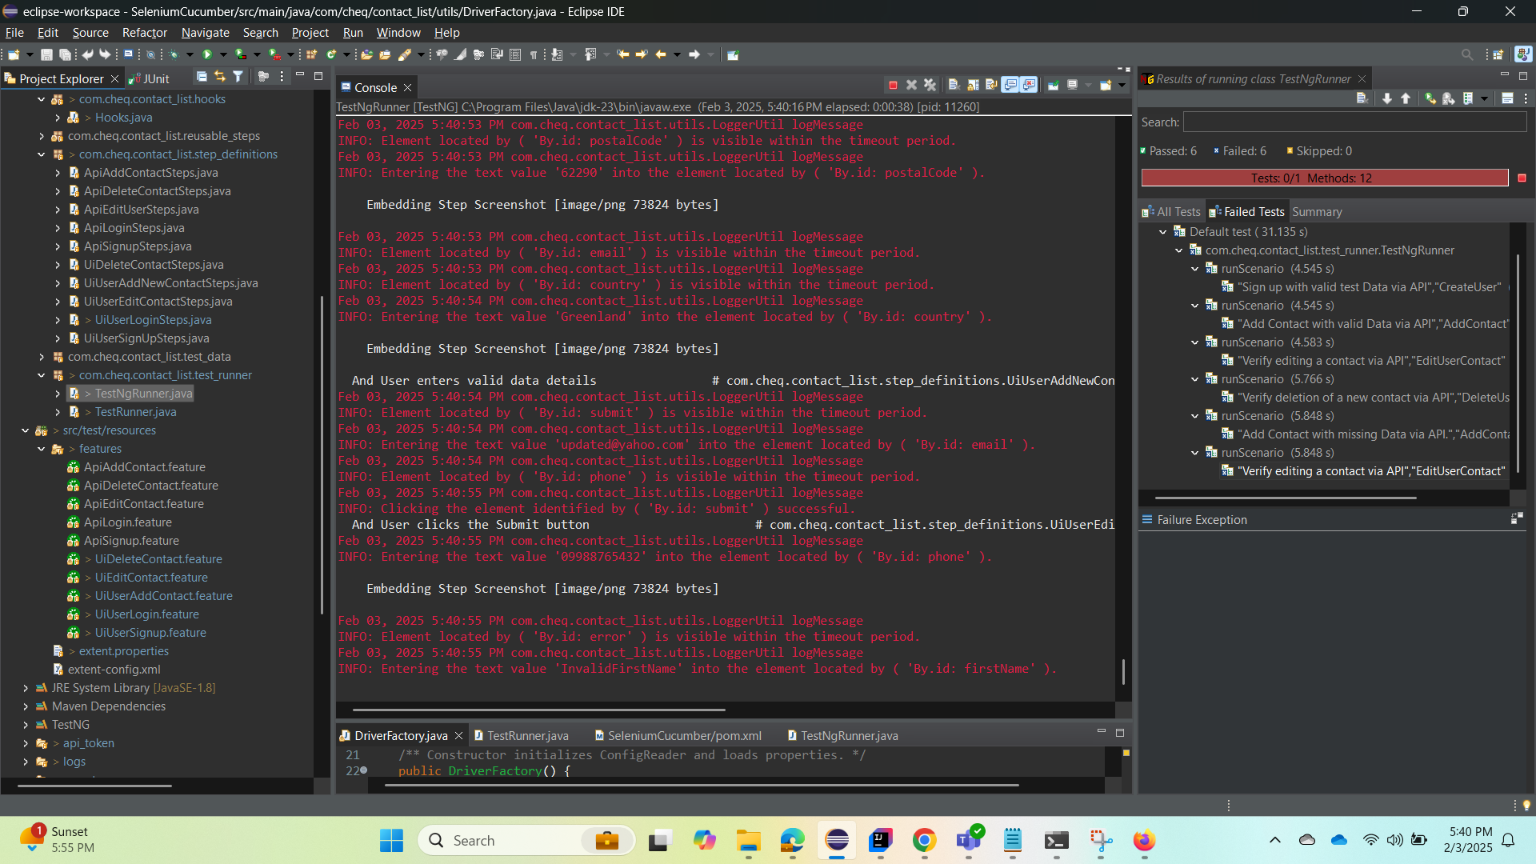 eclipse-workspace - SeleniumCucumber/src/main/java/com/cheq/contact_list/utils/DriverFactory.java - Eclipse IDE
File Edit Source Refactor Navigate Search Project Run Window Help
Project Explorer
JUnit
com.cheq.contact_list.hooks
> Hooks.java
com.cheq.contact_list.reusable_steps
> com.cheq.contact_list.step_definitions
ApiAddContactSteps.java
ApiDeleteContactSteps.java
ApiEditUserSteps.java
ApiLoginSteps.java
ApiSignupSteps.java
UiDeleteContactSteps.java
UiUserAddNewContactSteps.java
UiUserEditContactSteps.java
> UiUserLoginSteps.java
UiUserSignUpSteps.java
com.cheq.contact_list.test_data
> com.cheq.contact_list.test_runner
> TestNgRunner.java
> TestRunner.java
> src/test/resources
> features
ApiAddContact.feature
ApiDeleteContact.feature
ApiEditContact.feature
ApiLogin.feature
ApiSignup.feature
> UiDeleteContact.feature
> UiEditContact.feature
> UiUserAddContact.feature
> UiUserLogin.feature
> UiUserSignup.feature
> extent.properties
extent-config.xml
JRE System Library [JavaSE-1.8]
Maven Dependencies
TestNG
> api_token
> logs
Console
TestNgRunner [TestNG] C:\Program Files\Java\jdk-23\bin\javaw.exe (Feb 3, 2025, 5:40:16 PM elapsed: 0:00:38) [pid: 11260]
Feb 03, 2025 5:40:53 PM com.cheq.contact_list.utils.LoggerUtil logMessage
INFO: Element located by ( 'By.id: postalCode' ) is visible within the timeout period.
Feb 03, 2025 5:40:53 PM com.cheq.contact_list.utils.LoggerUtil logMessage
INFO: Entering the text value '62290' into the element located by ( 'By.id: postalCode' ).
Embedding Step Screenshot [image/png 73824 bytes]
Feb 03, 2025 5:40:53 PM com.cheq.contact_list.utils.LoggerUtil logMessage
INFO: Element located by ( 'By.id: email' ) is visible within the timeout period.
Feb 03, 2025 5:40:53 PM com.cheq.contact_list.utils.LoggerUtil logMessage
INFO: Element located by ( 'By.id: country' ) is visible within the timeout period.
Feb 03, 2025 5:40:54 PM com.cheq.contact_list.utils.LoggerUtil logMessage
INFO: Entering the text value 'Greenland' into the element located by ( 'By.id: country' ).
Embedding Step Screenshot [image/png 73824 bytes]
And User enters valid data details # com.cheq.contact_list.step_definitions.UiUserAddNewCon
Feb 03, 2025 5:40:54 PM com.cheq.contact_list.utils.LoggerUtil logMessage
INFO: Element located by ( 'By.id: submit' ) is visible within the timeout period.
Feb 03, 2025 5:40:54 PM com.cheq.contact_list.utils.LoggerUtil logMessage
INFO: Entering the text value 'updated@yahoo.com' into the element located by ( 'By.id: email' ).
Feb 03, 2025 5:40:54 PM com.cheq.contact_list.utils.LoggerUtil logMessage
INFO: Element located by ( 'By.id: phone' ) is visible within the timeout period.
Feb 03, 2025 5:40:55 PM com.cheq.contact_list.utils.LoggerUtil logMessage
INFO: Clicking the element identified by ( 'By.id: submit' ) successful.
And User clicks the Submit button # com.cheq.contact_list.step_definitions.UiUserEdi
Feb 03, 2025 5:40:55 PM com.cheq.contact_list.utils.LoggerUtil logMessage
INFO: Entering the text value '09988765432' into the element located by ( 'By.id: phone' ).
Embedding Step Screenshot [image/png 73824 bytes]
Feb 03, 2025 5:40:55 PM com.cheq.contact_list.utils.LoggerUtil logMessage
INFO: Element located by ( 'By.id: error' ) is visible within the timeout period.
Feb 03, 2025 5:40:55 PM com.cheq.contact_list.utils.LoggerUtil logMessage
INFO: Entering the text value 'InvalidFirstName' into the element located by ( 'By.id: firstName' ).
DriverFactory.java TestRunner.java SeleniumCucumber/pom.xml TestNGRunner.java
21 /** Constructor initializes ConfigReader and loads properties. */
22 public DriverFactory() {
Results of running class TestNgRunner
Search:
Passed: 6 Failed: 6 Skipped: 0
Tests: 0/1 Methods: 12
All Tests Failed Tests Summary
Default test ( 31.135 s)
com.cheq.contact_list.test_runner.TestNgRunner
runScenario (4.545 s)
"Sign up with valid test Data via API","CreateUser"
runScenario (4.545 s)
"Add Contact with valid Data via API","AddContact"
runScenario (4.583 s)
"Verify editing a contact via API","EditUserContact"
runScenario (5.766 s)
"Verify deletion of a new contact via API","DeleteUs
runScenario (5.848 s)
"Add Contact with missing Data via API.","AddConta
runScenario (5.848 s)
"Verify editing a contact via API","EditUserContact"
Failure Exception
1
Sunset
5:55 PM
Search
5:40 PM
2/3/2025